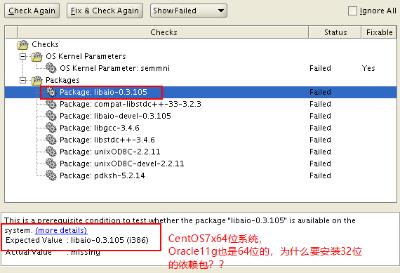 Check Again Fix & Check Again Show Failed Ignore All
Checks Status Fixable
Checks
OS Kernel Parameters
OS Kernel Parameter: semmni Failed Yes
Packages
Package: libaio-0.3.105 Failed
Package: compat-libstdc++-33-3.2.3 Failed
Package: libaio-devel-0.3.105 Failed
Package: libgcc-3.4.6 Failed
Package: libstdc++-3.4.6 Failed
Package: unixODBC-2.2.11 Failed
Package: unixODBC-devel-2.2.11 Failed
Package: pdksh-5.2.14 Failed
This is a prerequisite condition to test whether the package "libaio-0.3.105" is available on the
system. (more details)
Expected Value : libaio-0.3.105 (i386)
Actual Value : missing
CentOS7x64位系统,
Oracle11g也是64位的,为什么要安装32位
的依赖包??